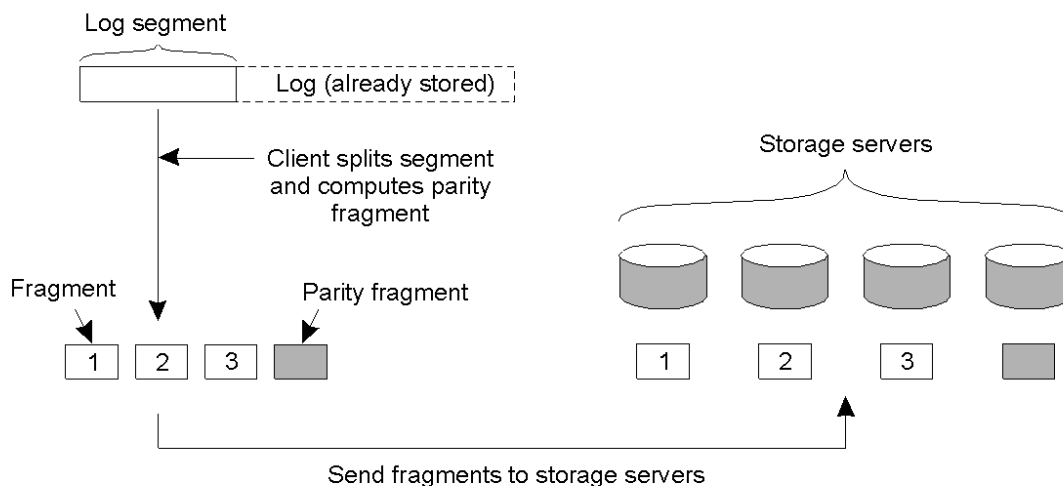 Log segment
Log (already stored)
Client splits segment
and computes parity
fragment
Storage servers
Fragment
Parity fragment
1 2 3
1 2 3
Send fragments to storage servers